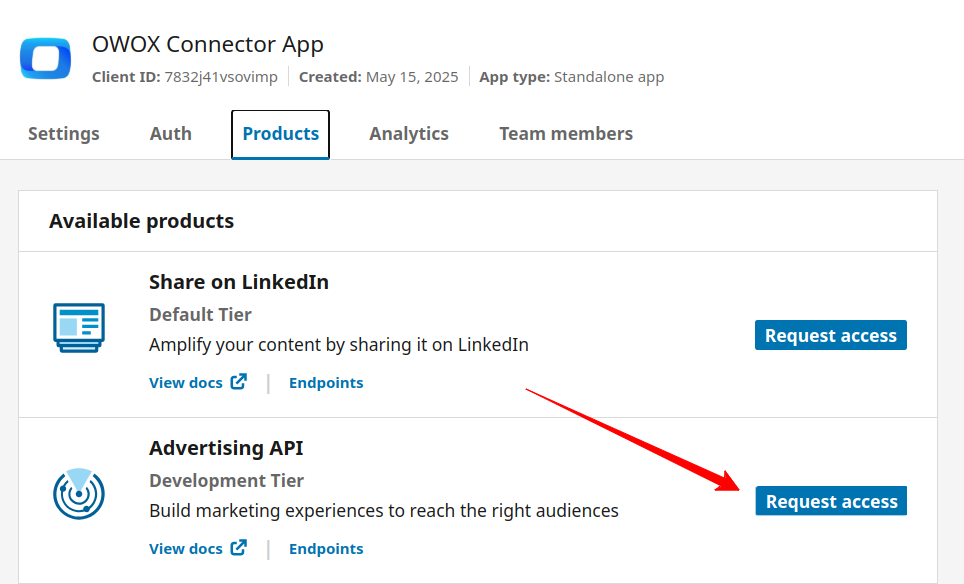 OWOX Connector App
Client ID: 7832j41vsovimp Created: May 15, 2025 App type: Standalone app
Settings Auth Products Analytics Team members
Available products
Share on LinkedIn
Default Tier
Amplify your content by sharing it on LinkedIn
Request access
View docs Endpoints
Advertising API
Development Tier
Build marketing experiences to reach the right audiences
Request access
View docs Endpoints